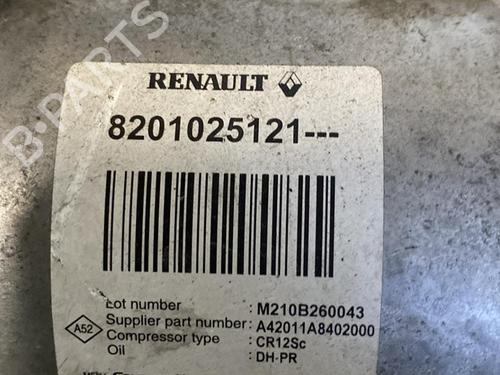 B-PARTS
RENAULT
8201025121---
Lot number : M210B260043
Supplier part number : A42011A8402000
Compressor type : CR12Sc
Oil : DH-PR
A52